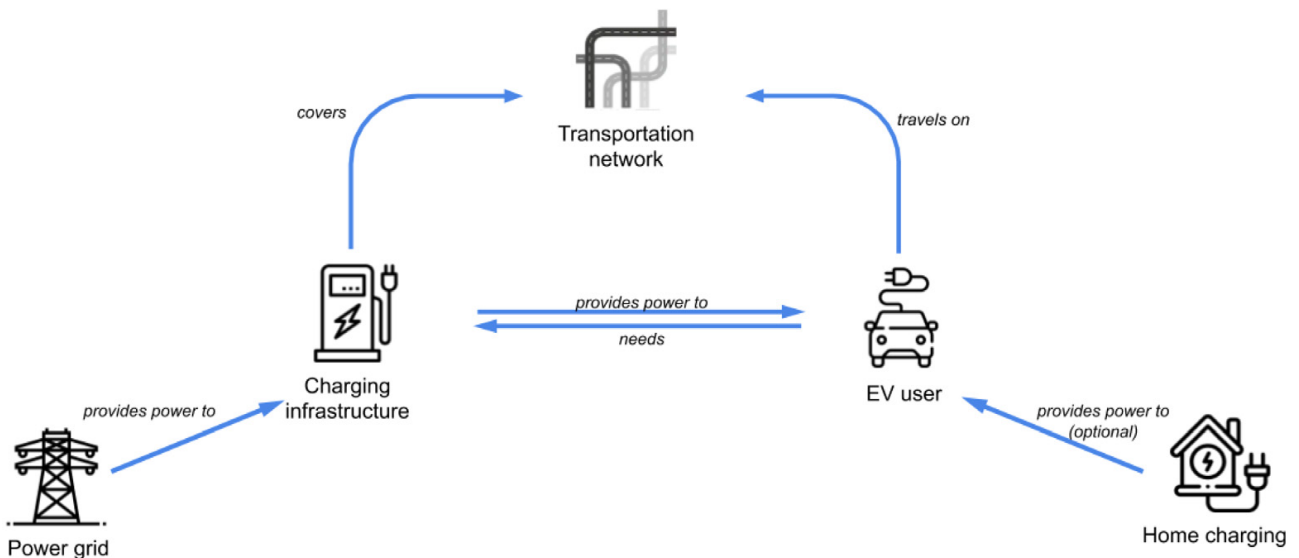 covers
travels on
Transportation
network
provides power to
needs
Charging
infrastructure
EV user
provides power to
provides power to
(optional)
Power grid
Home charging